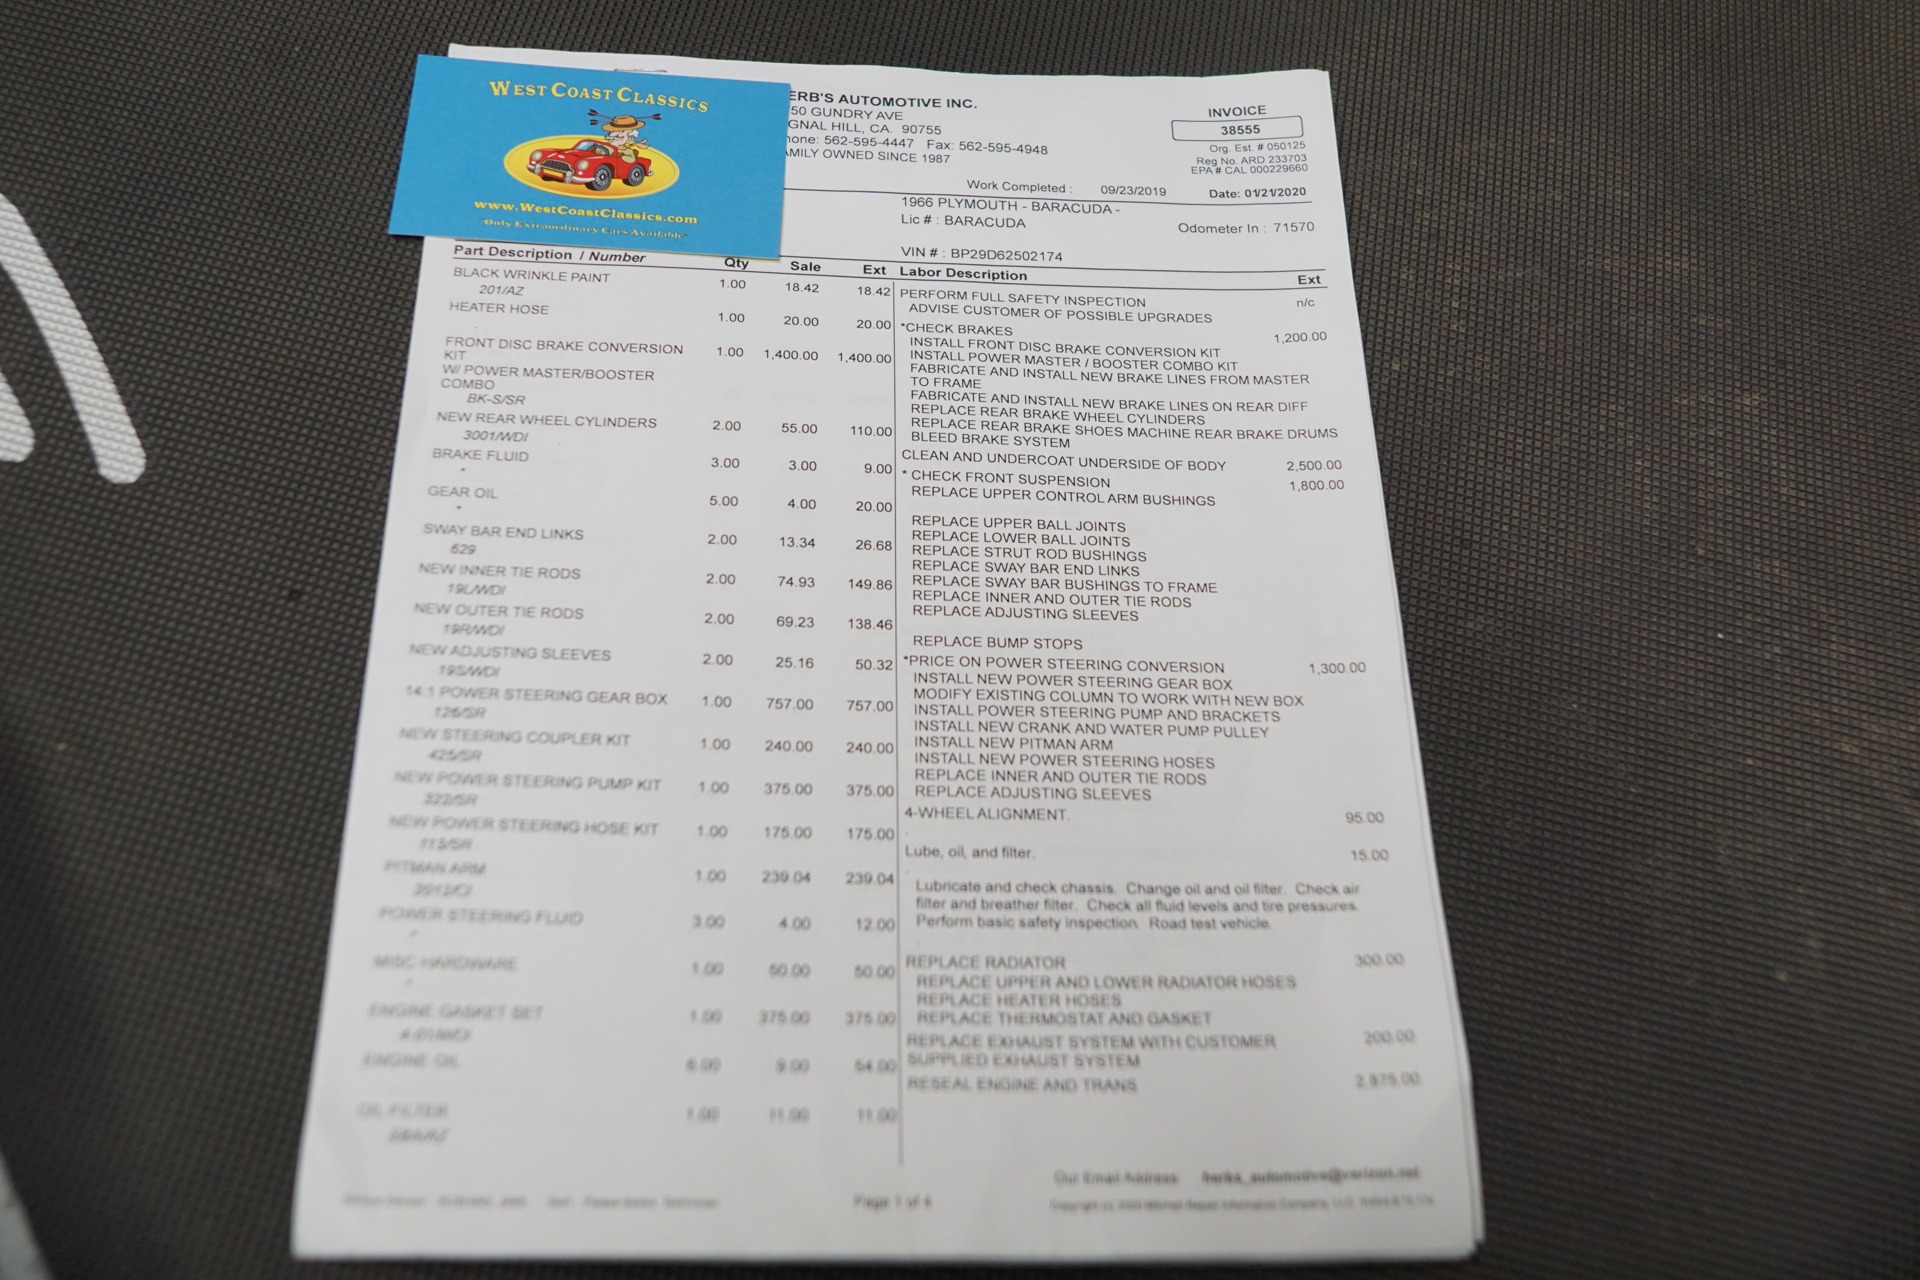 WEST COAST CLASSICS
www.WestCoastClassics.com
"Only Extraordinary Cars Available"
ERB'S AUTOMOTIVE INC.
50 GUNDRY AVE
GNAL HILL, CA. 90755
hone: 562-595-4447 Fax: 562-595-4948
AMILY OWNED SINCE 1987
INVOICE
38555
Org. Est. # 050125
Reg No. ARD 233703
EPA # CAL 000229660
Work Completed : 09/23/2019
Date: 01/21/2020
1966 PLYMOUTH - BARACUDA -
Lic # : BARACUDA
Odometer In : 71570
VIN # : BP29D62502174
Part Description / Number Qty Sale Ext
BLACK WRINKLE PAINT 1.00 18.42 18.42
201/AZ
HEATER HOSE 1.00 20.00 20.00
FRONT DISC BRAKE CONVERSION 1.00 1,400.00 1,400.00
KIT
W/ POWER MASTER/BOOSTER
COMBO
BK-S/SR
NEW REAR WHEEL CYLINDERS 2.00 55.00 110.00
3001/WDI
BRAKE FLUID 3.00 3.00 9.00
*
GEAR OIL 5.00 4.00 20.00
*
SWAY BAR END LINKS 2.00 13.34 26.68
629
NEW INNER TIE RODS 2.00 74.93 149.86
19L/WDI
NEW OUTER TIE RODS 2.00 69.23 138.46
19R/WDI
NEW ADJUSTING SLEEVES 2.00 25.16 50.32
19S/WDI
14:1 POWER STEERING GEAR BOX 1.00 757.00 757.00
126/SR
NEW STEERING COUPLER KIT 1.00 240.00 240.00
425/SR
NEW POWER STEERING PUMP KIT 1.00 375.00 375.00
322/SR
NEW POWER STEERING HOSE KIT 1.00 175.00 175.00
113/SR
PITMAN ARM 1.00 239.04 239.04
POWER STEERING FLUID 3.00 4.00 12.00
*
MISC HARDWARE 1.00 50.00 50.00
*
ENGINE GASKET SET 1.00 375.00 375.00
ENGINE OIL 6.00 9.00 54.00
OIL FILTER 1.00 11.00 11.00
Labor Description Ext
PERFORM FULL SAFETY INSPECTION n/c
ADVISE CUSTOMER OF POSSIBLE UPGRADES
*CHECK BRAKES 1,200.00
INSTALL FRONT DISC BRAKE CONVERSION KIT
INSTALL POWER MASTER / BOOSTER COMBO KIT
FABRICATE AND INSTALL NEW BRAKE LINES FROM MASTER
TO FRAME
FABRICATE AND INSTALL NEW BRAKE LINES ON REAR DIFF
REPLACE REAR BRAKE WHEEL CYLINDERS
REPLACE REAR BRAKE SHOES MACHINE REAR BRAKE DRUMS
BLEED BRAKE SYSTEM
CLEAN AND UNDERCOAT UNDERSIDE OF BODY 2,500.00
* CHECK FRONT SUSPENSION 1,800.00
REPLACE UPPER CONTROL ARM BUSHINGS
REPLACE UPPER BALL JOINTS
REPLACE LOWER BALL JOINTS
REPLACE STRUT ROD BUSHINGS
REPLACE SWAY BAR END LINKS
REPLACE SWAY BAR BUSHINGS TO FRAME
REPLACE INNER AND OUTER TIE RODS
REPLACE ADJUSTING SLEEVES
REPLACE BUMP STOPS
*PRICE ON POWER STEERING CONVERSION 1,300.00
INSTALL NEW POWER STEERING GEAR BOX
MODIFY EXISTING COLUMN TO WORK WITH NEW BOX
INSTALL POWER STEERING PUMP AND BRACKETS
INSTALL NEW CRANK AND WATER PUMP PULLEY
INSTALL NEW PITMAN ARM
INSTALL NEW POWER STEERING HOSES
REPLACE INNER AND OUTER TIE RODS
REPLACE ADJUSTING SLEEVES
4-WHEEL ALIGNMENT. 95.00
Lube, oil, and filter. 15.00
Lubricate and check chassis. Change oil and oil filter. Check air
filter and breather filter. Check all fluid levels and tire pressures.
Perform basic safety inspection. Road test vehicle.
REPLACE RADIATOR 300.00
REPLACE UPPER AND LOWER RADIATOR HOSES
REPLACE HEATER HOSES
REPLACE THERMOSTAT AND GASKET
REPLACE EXHAUST SYSTEM WITH CUSTOMER 200.00
SUPPLIED EXHAUST SYSTEM
RESEAL ENGINE AND TRANS 2,875.00
Our Email Address herbs_automotive@verizon.net
Page 1 of 4